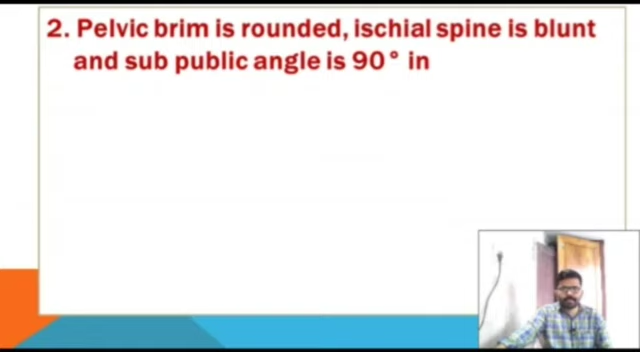 2. Pelvic brim is rounded, ischial spine is blunt
and sub public angle is 90° in